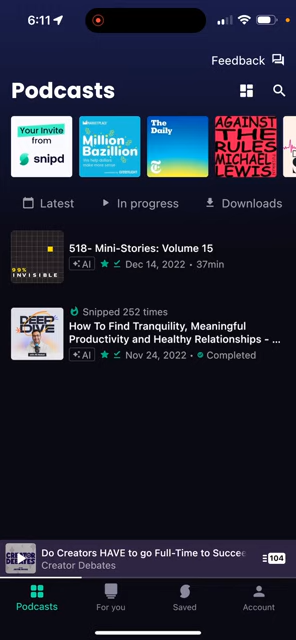 6:11
Feedback
Podcasts
Your Invite
from
snipd
Million
Bazillion
The
Daily
AGAINST
THE
RULES
MICHAEL
LEWIS
Latest
In progress
Downloads
99%
INVISIBLE
518- Mini-Stories: Volume 15
AI
Dec 14, 2022 • 37min
DEEP
DIVE
Snipped 252 times
How To Find Tranquility, Meaningful
Productivity and Healthy Relationships - ...
AI
Nov 24, 2022 • Completed
CREATOR
DEBATES
Do Creators HAVE to go Full-Time to Succe
Creator Debates
104
Podcasts
For you
Saved
Account